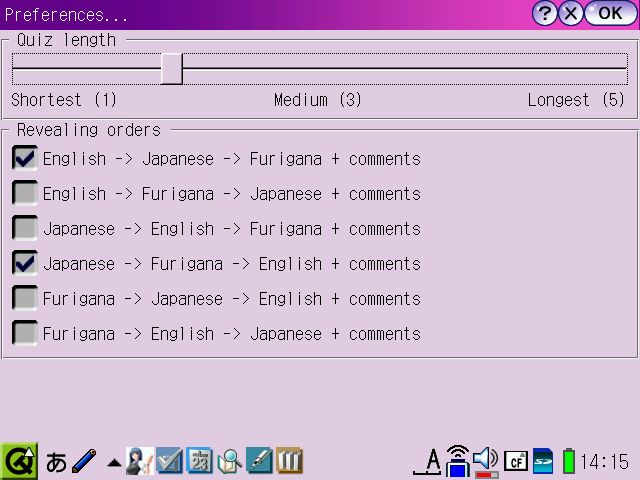 Preferences...
? X OK
Quiz length
Shortest (1) Medium (3) Longest (5)
Revealing orders
English -> Japanese -> Furigana + comments
English -> Furigana -> Japanese + comments
Japanese -> English -> Furigana + comments
Japanese -> Furigana -> English + comments
Furigana -> Japanese -> English + comments
Furigana -> English -> Japanese + comments
あ 23 A CF 14:15